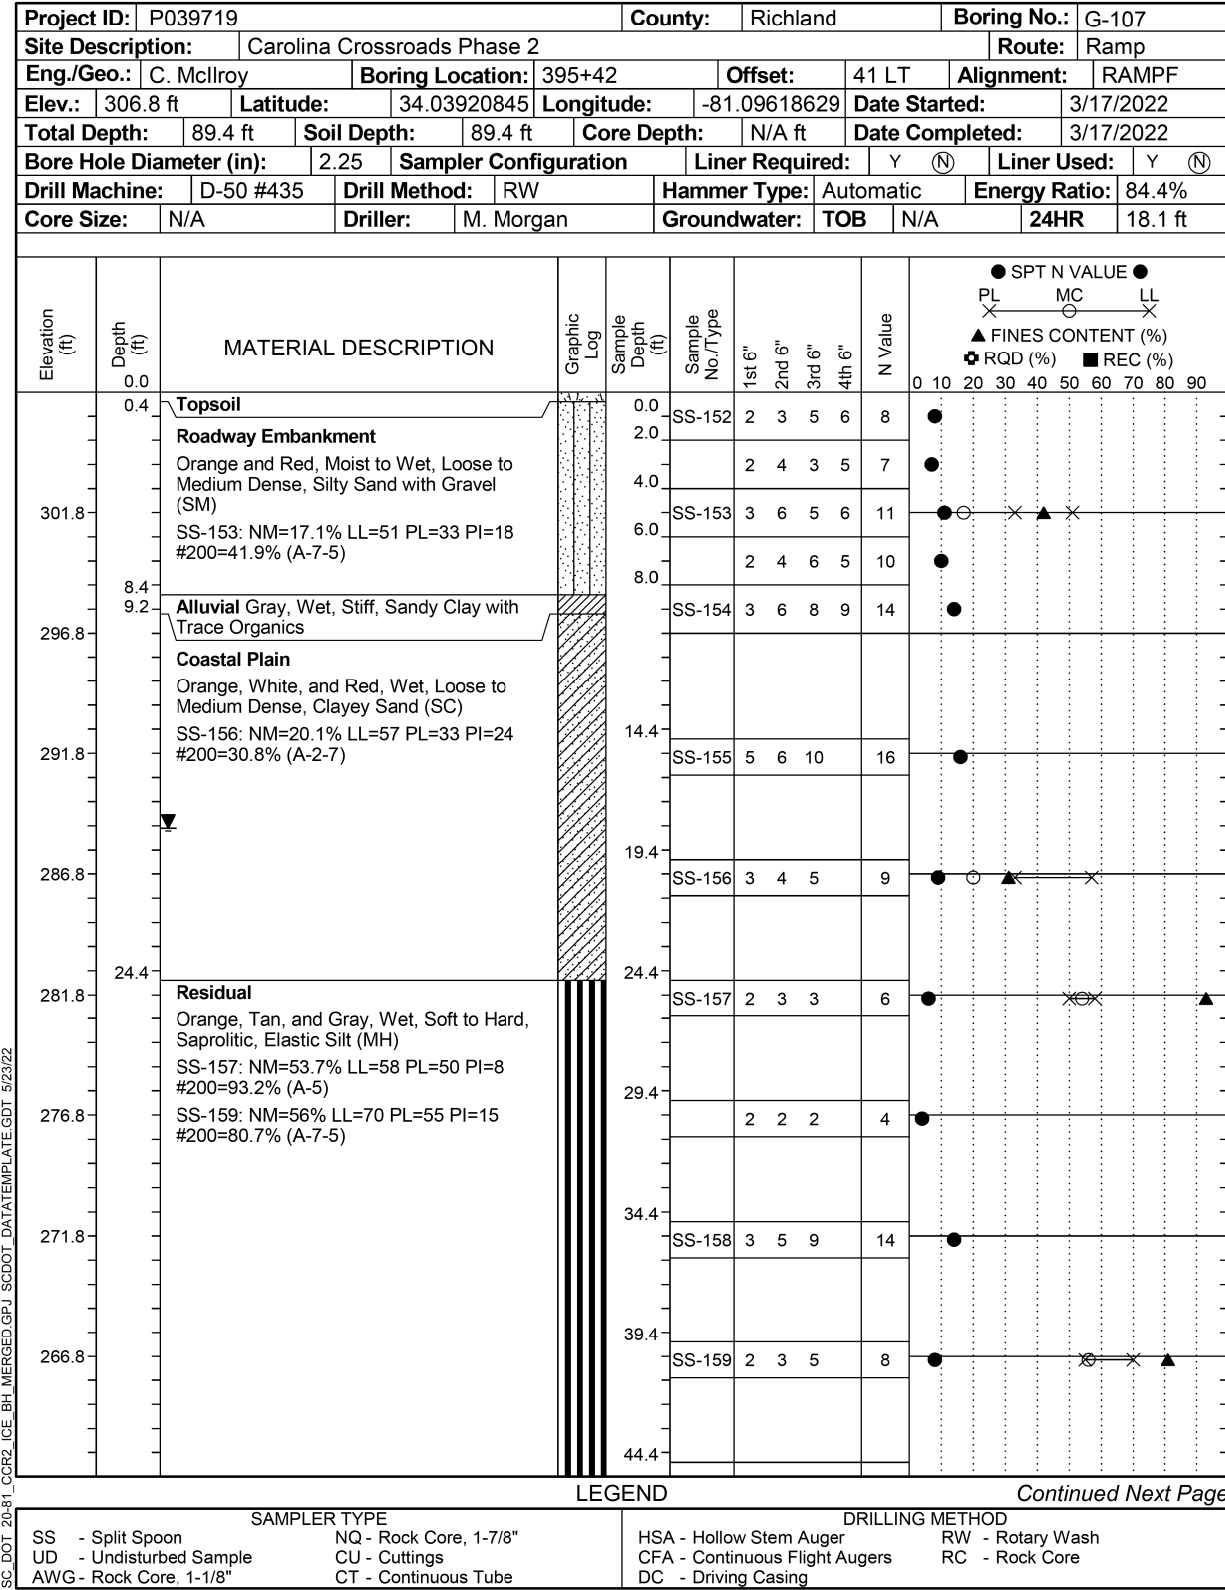 Project ID: P039719 County: Richland Boring No.: G-107
Site Description: Carolina Crossroads Phase 2 Route: Ramp
Eng./Geo.: C. McIlroy Boring Location: 395+42 Offset: 41 LT Alignment: RAMPF
Elev.: 306.8 ft Latitude: 34.03920845 Longitude: -81.09618629 Date Started: 3/17/2022
Total Depth: 89.4 ft Soil Depth: 89.4 ft Core Depth: N/A ft Date Completed: 3/17/2022
Bore Hole Diameter (in): 2.25 Sampler Configuration Liner Required: Y N Liner Used: Y N
Drill Machine: D-50 #435 Drill Method: RW Hammer Type: Automatic Energy Ratio: 84.4%
Core Size: N/A Driller: M. Morgan Groundwater: TOB N/A 24HR 18.1 ft
Elevation (ft)
Depth (ft)
0.0
MATERIAL DESCRIPTION
Graphic Log
Sample Depth (ft)
Sample No./Type
1st 6"
2nd 6"
3rd 6"
4th 6"
N Value
SPT N VALUE
PL MC LL
FINES CONTENT (%)
RQD (%) REC (%)
0 10 20 30 40 50 60 70 80 90
0.4 Topsoil 0.0
SS-152 2 3 5 6 8
Roadway Embankment 2.0
Orange and Red, Moist to Wet, Loose to 2 4 3 5 7
Medium Dense, Silty Sand with Gravel 4.0
(SM)
301.8 SS-153 3 6 5 6 11
SS-153: NM=17.1% LL=51 PL=33 PI=18 6.0
#200=41.9% (A-7-5)
2 4 6 5 10
8.4 8.0
9.2 Alluvial Gray, Wet, Stiff, Sandy Clay with SS-154 3 6 8 9 14
Trace Organics
296.8
Coastal Plain
Orange, White, and Red, Wet, Loose to
Medium Dense, Clayey Sand (SC)
SS-156: NM=20.1% LL=57 PL=33 PI=24 14.4
#200=30.8% (A-2-7)
291.8 SS-155 5 6 10 16
19.4
286.8 SS-156 3 4 5 9
24.4 24.4
281.8 Residual SS-157 2 3 3 6
Orange, Tan, and Gray, Wet, Soft to Hard,
Saprolitic, Elastic Silt (MH)
SS-157: NM=53.7% LL=58 PL=50 PI=8
#200=93.2% (A-5) 29.4
276.8 SS-159: NM=56% LL=70 PL=55 PI=15 2 2 2 4
#200=80.7% (A-7-5)
34.4
271.8 SS-158 3 5 9 14
39.4
266.8 SS-159 2 3 5 8
44.4
LEGEND
Continued Next Page
SAMPLER TYPE
SS - Split Spoon NQ - Rock Core, 1-7/8"
UD - Undisturbed Sample CU - Cuttings
AWG - Rock Core, 1-1/8" CT - Continuous Tube
DRILLING METHOD
HSA - Hollow Stem Auger RW - Rotary Wash
CFA - Continuous Flight Augers RC - Rock Core
DC - Driving Casing
SC_DOT 20-81_CCR2_ICE_BH_MERGED.GPJ SCDOT_DATATEMPLATE.GDT 5/23/22